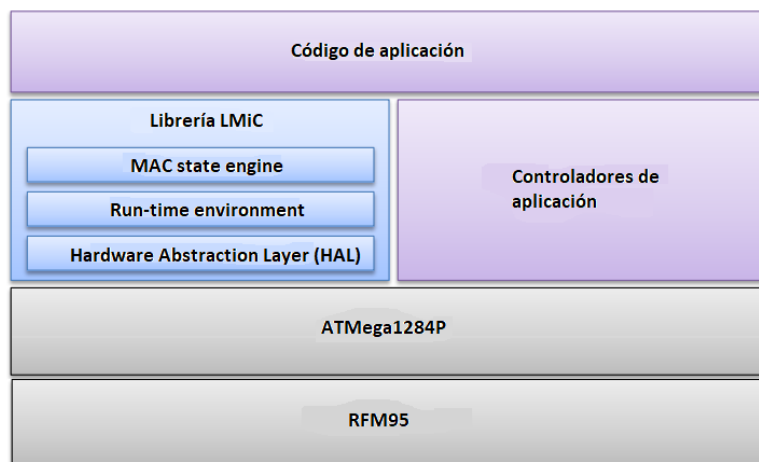 Código de aplicación
Librería LMiC
MAC state engine
Run-time environment
Hardware Abstraction Layer (HAL)
Controladores de
aplicación
ATMega1284P
RFM95